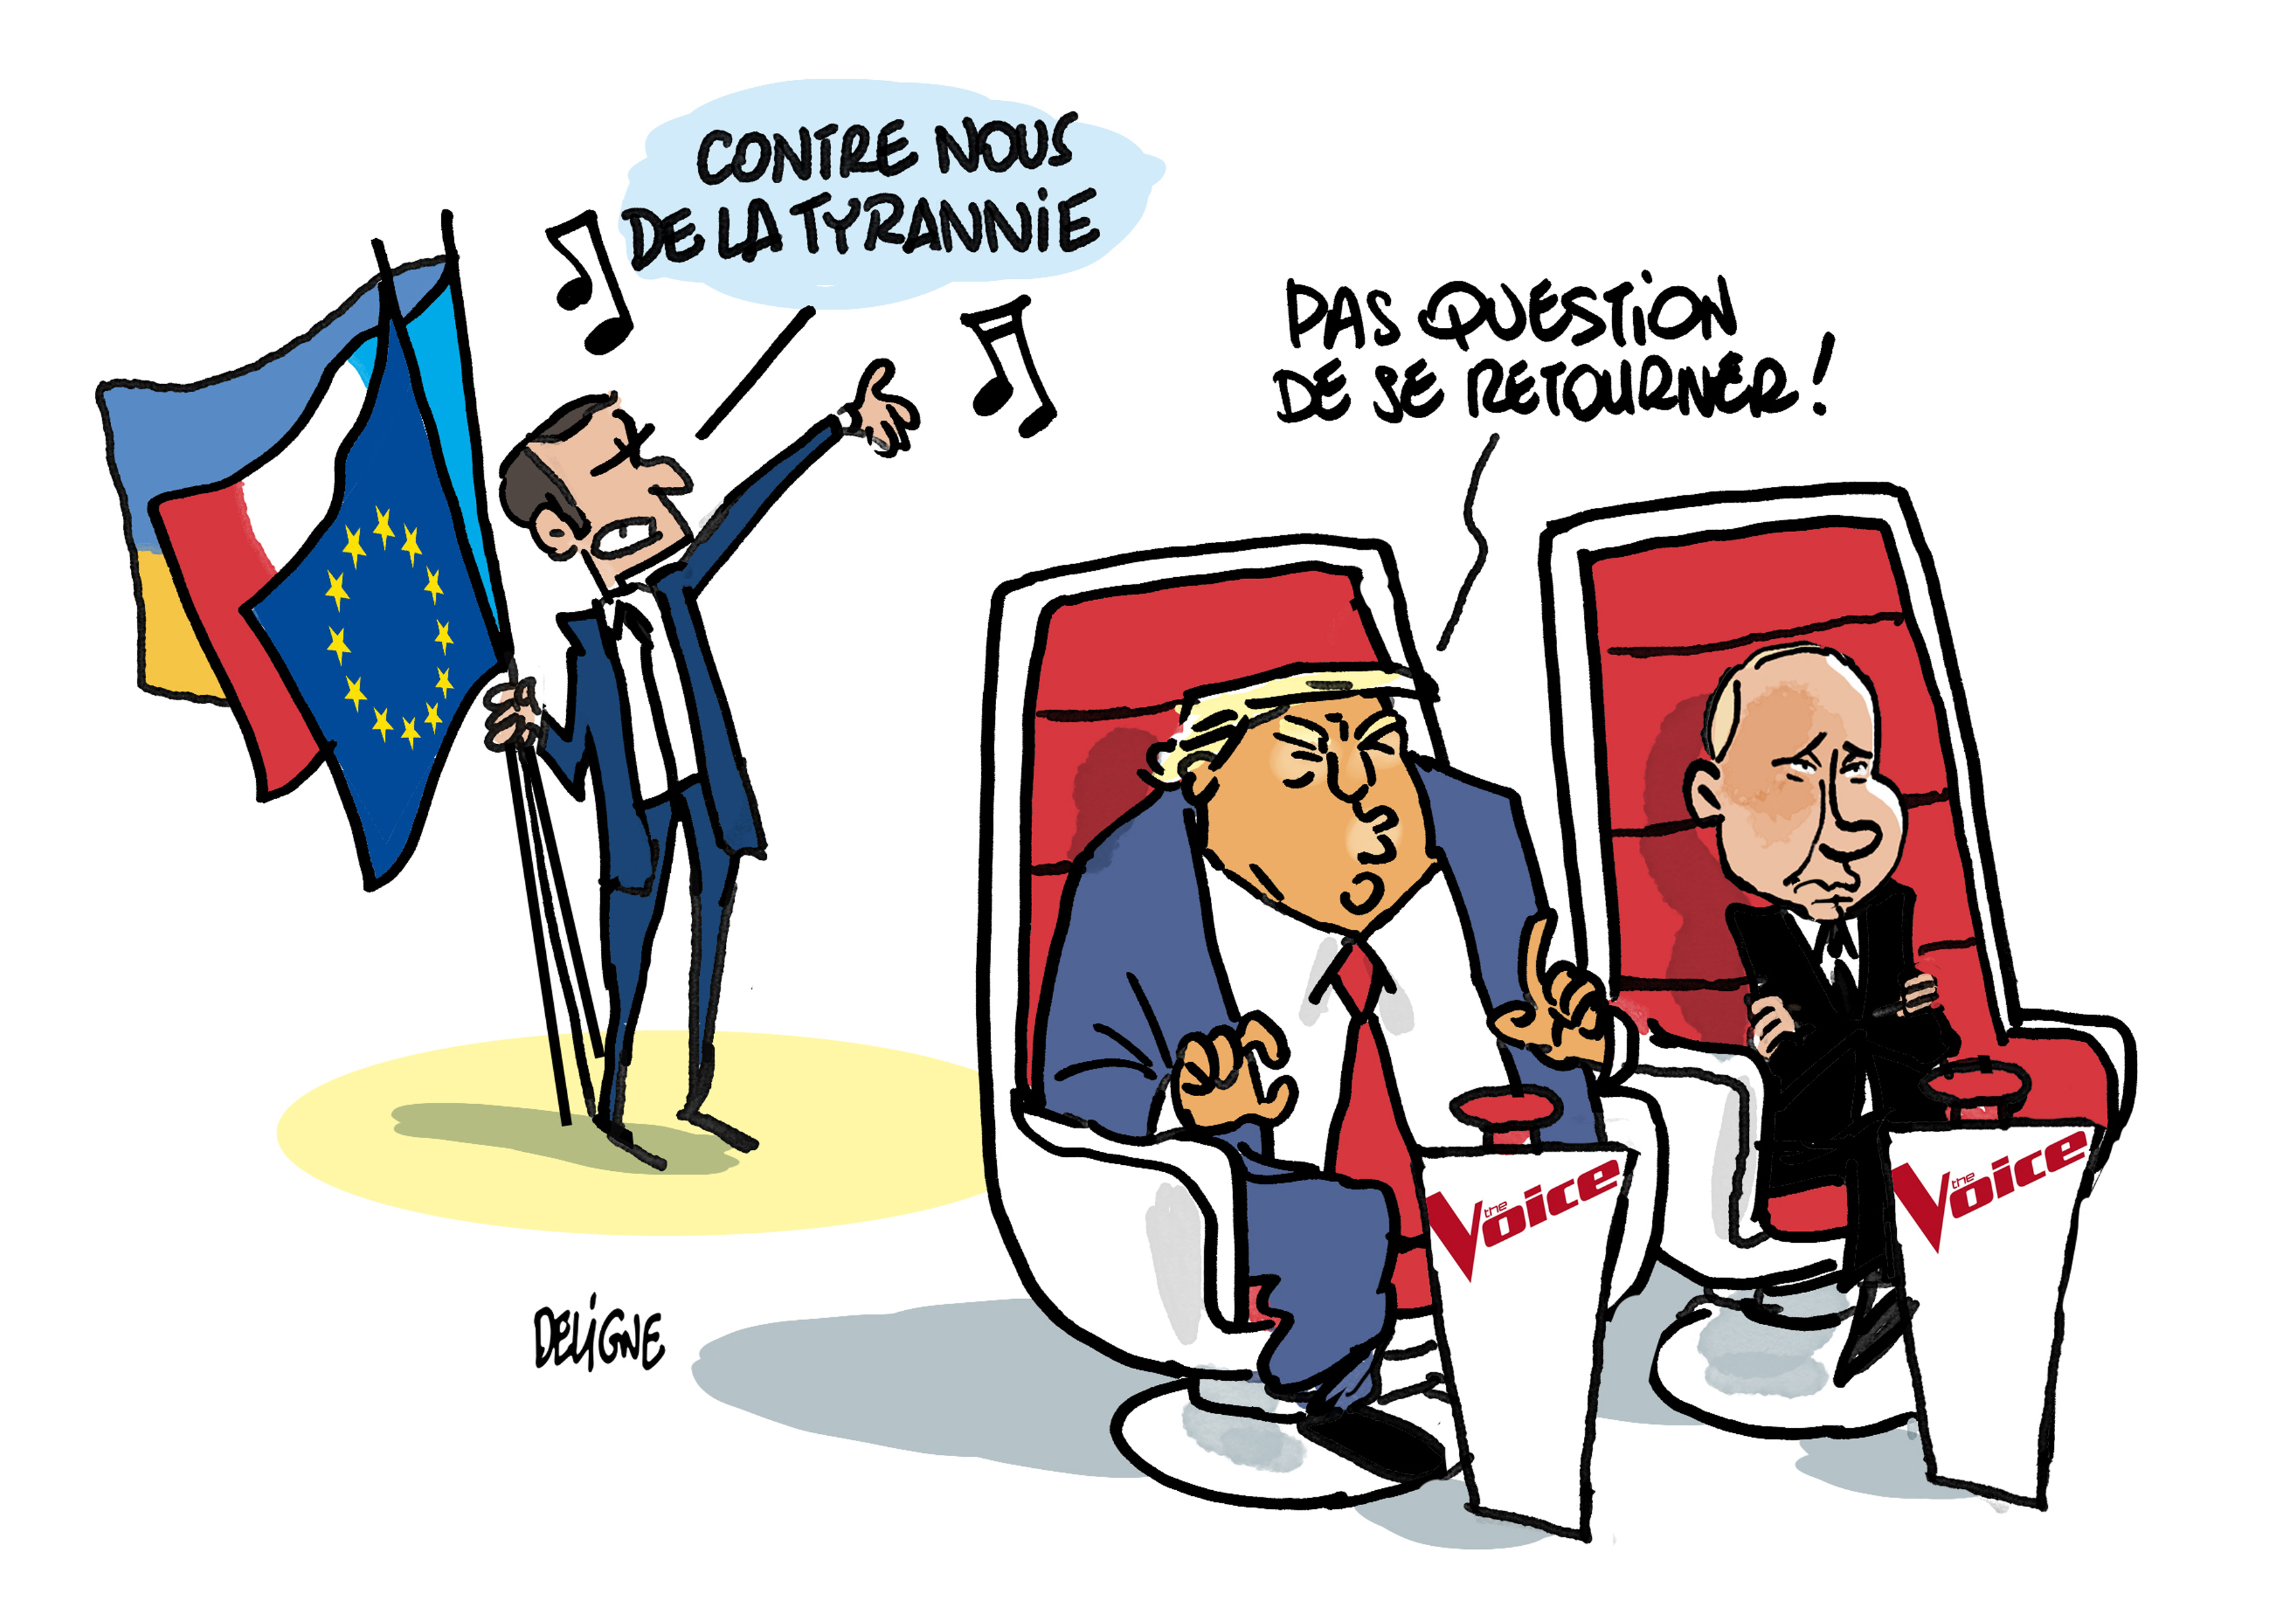 CONTRE NOUS
DE LA TYRANNIE
PAS QUESTION
DE SE RETOURNER !
the Voice
the Voice
DELIGNE